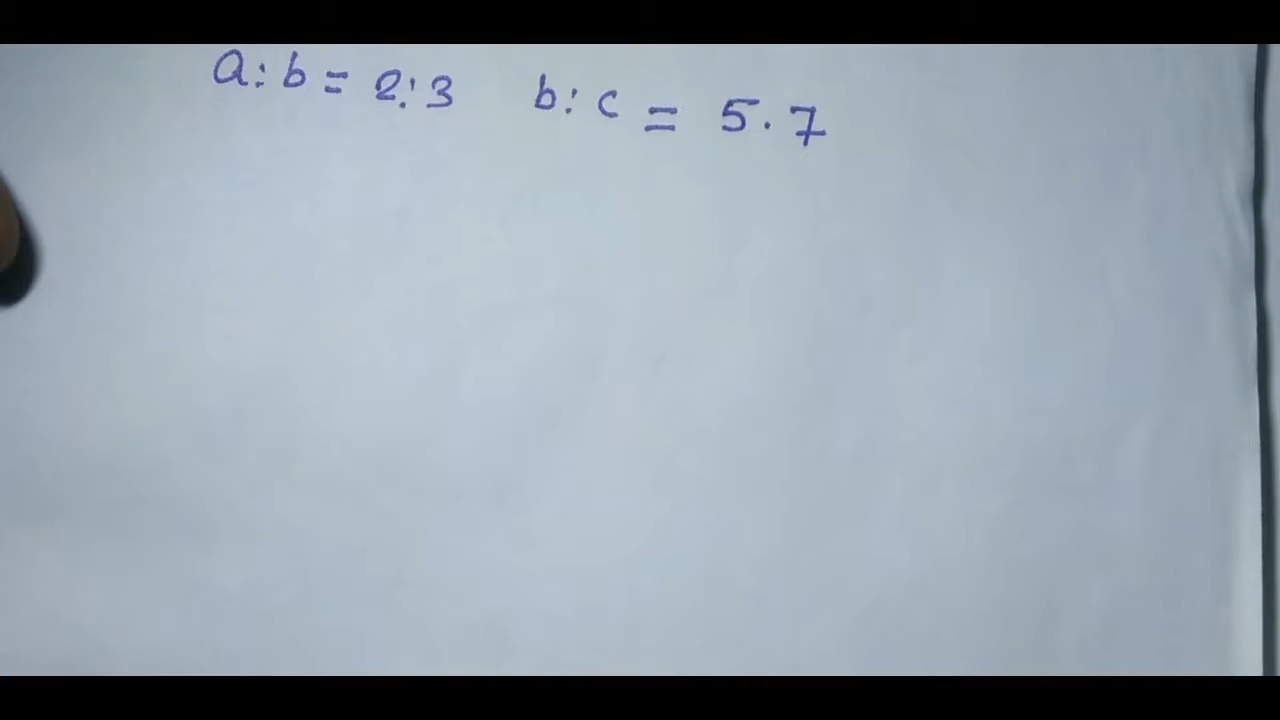 a:b = 2:3 b:c = 5.7